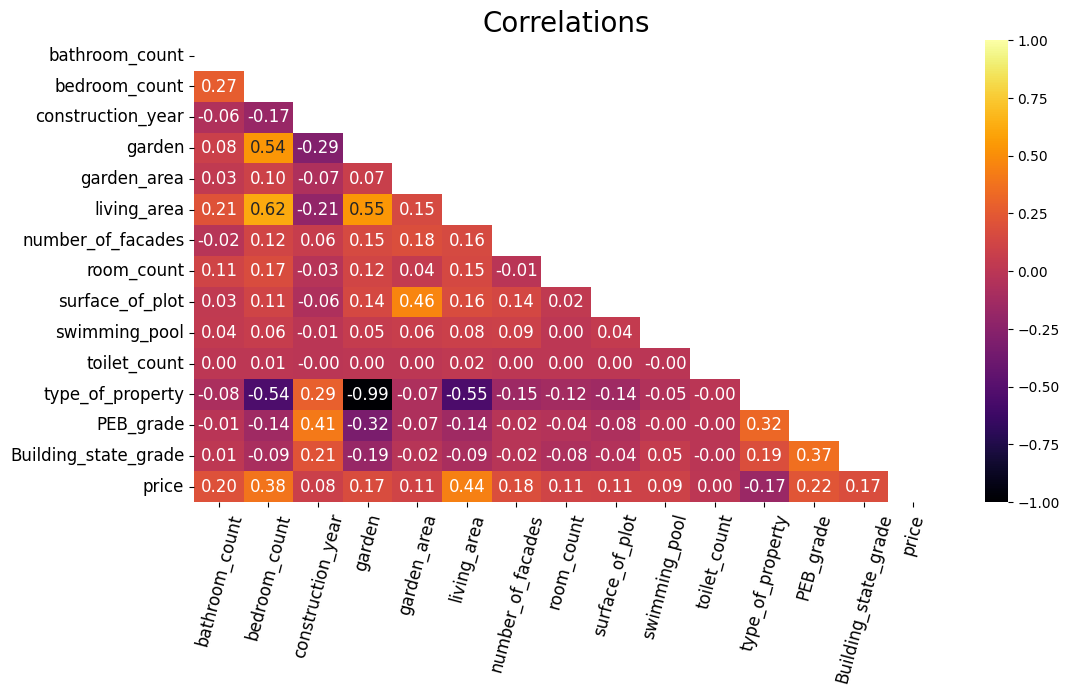 Correlations
bathroom_count
bedroom_count 0.27
construction_year -0.06 -0.17
garden 0.08 0.54 -0.29
garden_area 0.03 0.10 -0.07 0.07
living_area 0.21 0.62 -0.21 0.55 0.15
number_of_facades -0.02 0.12 0.06 0.15 0.18 0.16
room_count 0.11 0.17 -0.03 0.12 0.04 0.15 -0.01
surface_of_plot 0.03 0.11 -0.06 0.14 0.46 0.16 0.14 0.02
swimming_pool 0.04 0.06 -0.01 0.05 0.06 0.08 0.09 0.00 0.04
toilet_count 0.00 0.01 -0.00 0.00 0.00 0.02 0.00 0.00 0.00 -0.00
type_of_property -0.08 -0.54 0.29 -0.99 -0.07 -0.55 -0.15 -0.12 -0.14 -0.05 -0.00
PEB_grade -0.01 -0.14 0.41 -0.32 -0.07 -0.14 -0.02 -0.04 -0.08 -0.00 -0.00 0.32
Building_state_grade 0.01 -0.09 0.21 -0.19 -0.02 -0.09 -0.02 -0.08 -0.04 0.05 -0.00 0.19 0.37
price 0.20 0.38 0.08 0.17 0.11 0.44 0.18 0.11 0.11 0.09 0.00 -0.17 0.22 0.17
bathroom_count
bedroom_count
construction_year
garden
garden_area
living_area
number_of_facades
room_count
surface_of_plot
swimming_pool
toilet_count
type_of_property
PEB_grade
Building_state_grade
price
1.00
0.75
0.50
0.25
0.00
−0.25
−0.50
−0.75
−1.00